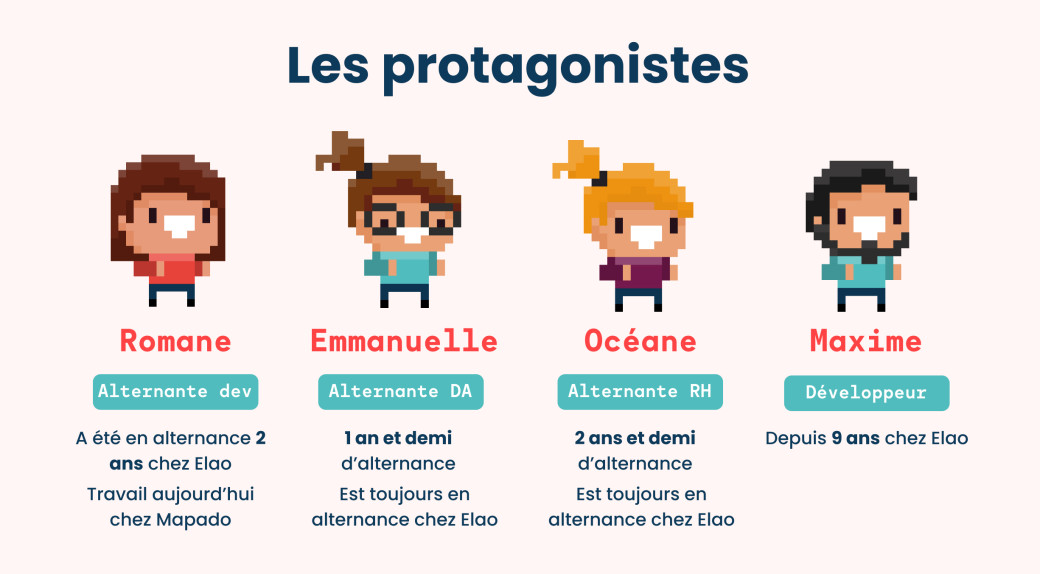 Les protagonistes
Romane
Alternante dev
A été en alternance 2
ans chez Elao
Travail aujourd’hui
chez Mapado
Emmanuelle
Alternante DA
1 an et demi
d’alternance
Est toujours en
alternance chez Elao
Océane
Alternante RH
2 ans et demi
d’alternance
Est toujours en
alternance chez Elao
Maxime
Développeur
Depuis 9 ans chez Elao